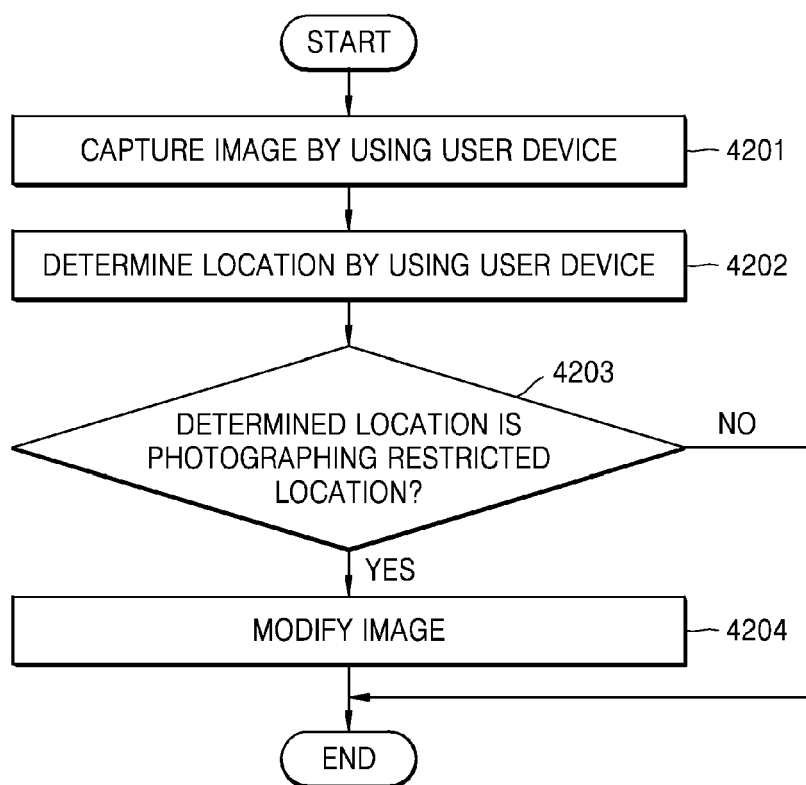 START
CAPTURE IMAGE BY USING USER DEVICE
4201
DETERMINE LOCATION BY USING USER DEVICE
4202
4203
DETERMINED LOCATION IS
PHOTOGRAPHING RESTRICTED
LOCATION?
NO
YES
MODIFY IMAGE
4204
END